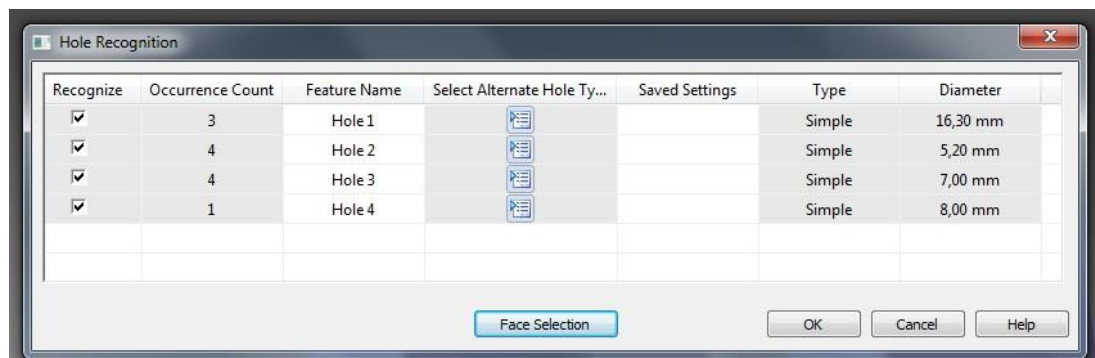 Hole Recognition
Recognize Occurrence Count Feature Name Select Alternate Hole Ty... Saved Settings Type Diameter
3 Hole 1 Simple 16,30 mm
4 Hole 2 Simple 5,20 mm
4 Hole 3 Simple 7,00 mm
1 Hole 4 Simple 8,00 mm
Face Selection OK Cancel Help